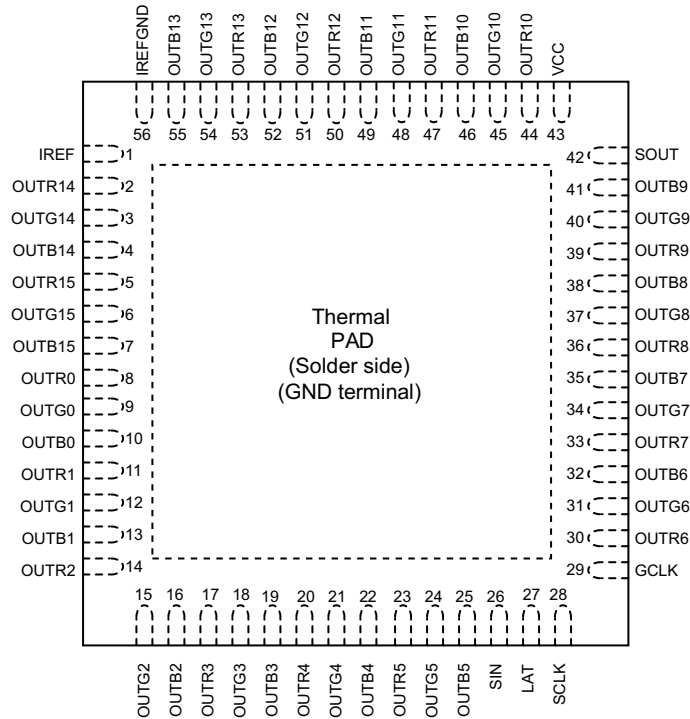 IREFGND
OUTB13
OUTG13
OUTR13
OUTB12
OUTG12
OUTR12
OUTB11
OUTG11
OUTR11
OUTB10
OUTG10
OUTR10
VCC
56 55 54 53 52 51 50 49 48 47 46 45 44 43
IREF 1 42 SOUT
OUTR14 2 41 OUTB9
OUTG14 3 40 OUTG9
OUTB14 4 39 OUTR9
OUTR15 5 38 OUTB8
OUTG15 6 37 OUTG8
OUTB15 7 36 OUTR8
OUTR0 8 35 OUTB7
OUTG0 9 34 OUTG7
OUTB0 10 33 OUTR7
OUTR1 11 32 OUTB6
OUTG1 12 31 OUTG6
OUTB1 13 30 OUTR6
OUTR2 14 29 GCLK
Thermal
PAD
(Solder side)
(GND terminal)
15 16 17 18 19 20 21 22 23 24 25 26 27 28
OUTG2
OUTB2
OUTR3
OUTG3
OUTB3
OUTR4
OUTG4
OUTB4
OUTR5
OUTG5
OUTB5
SIN
LAT
SCLK